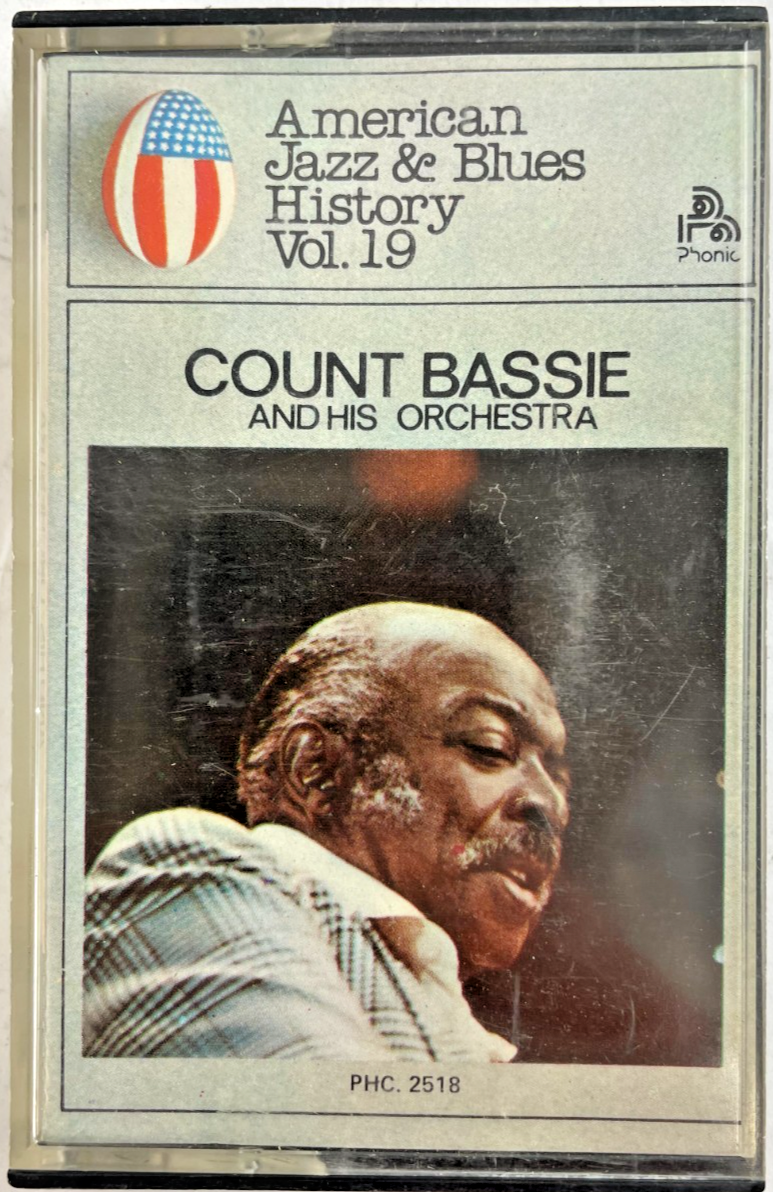 American
Jazz & Blues
History
Vol. 19
Phonic
COUNT BASSIE
AND HIS ORCHESTRA
PHC. 2518